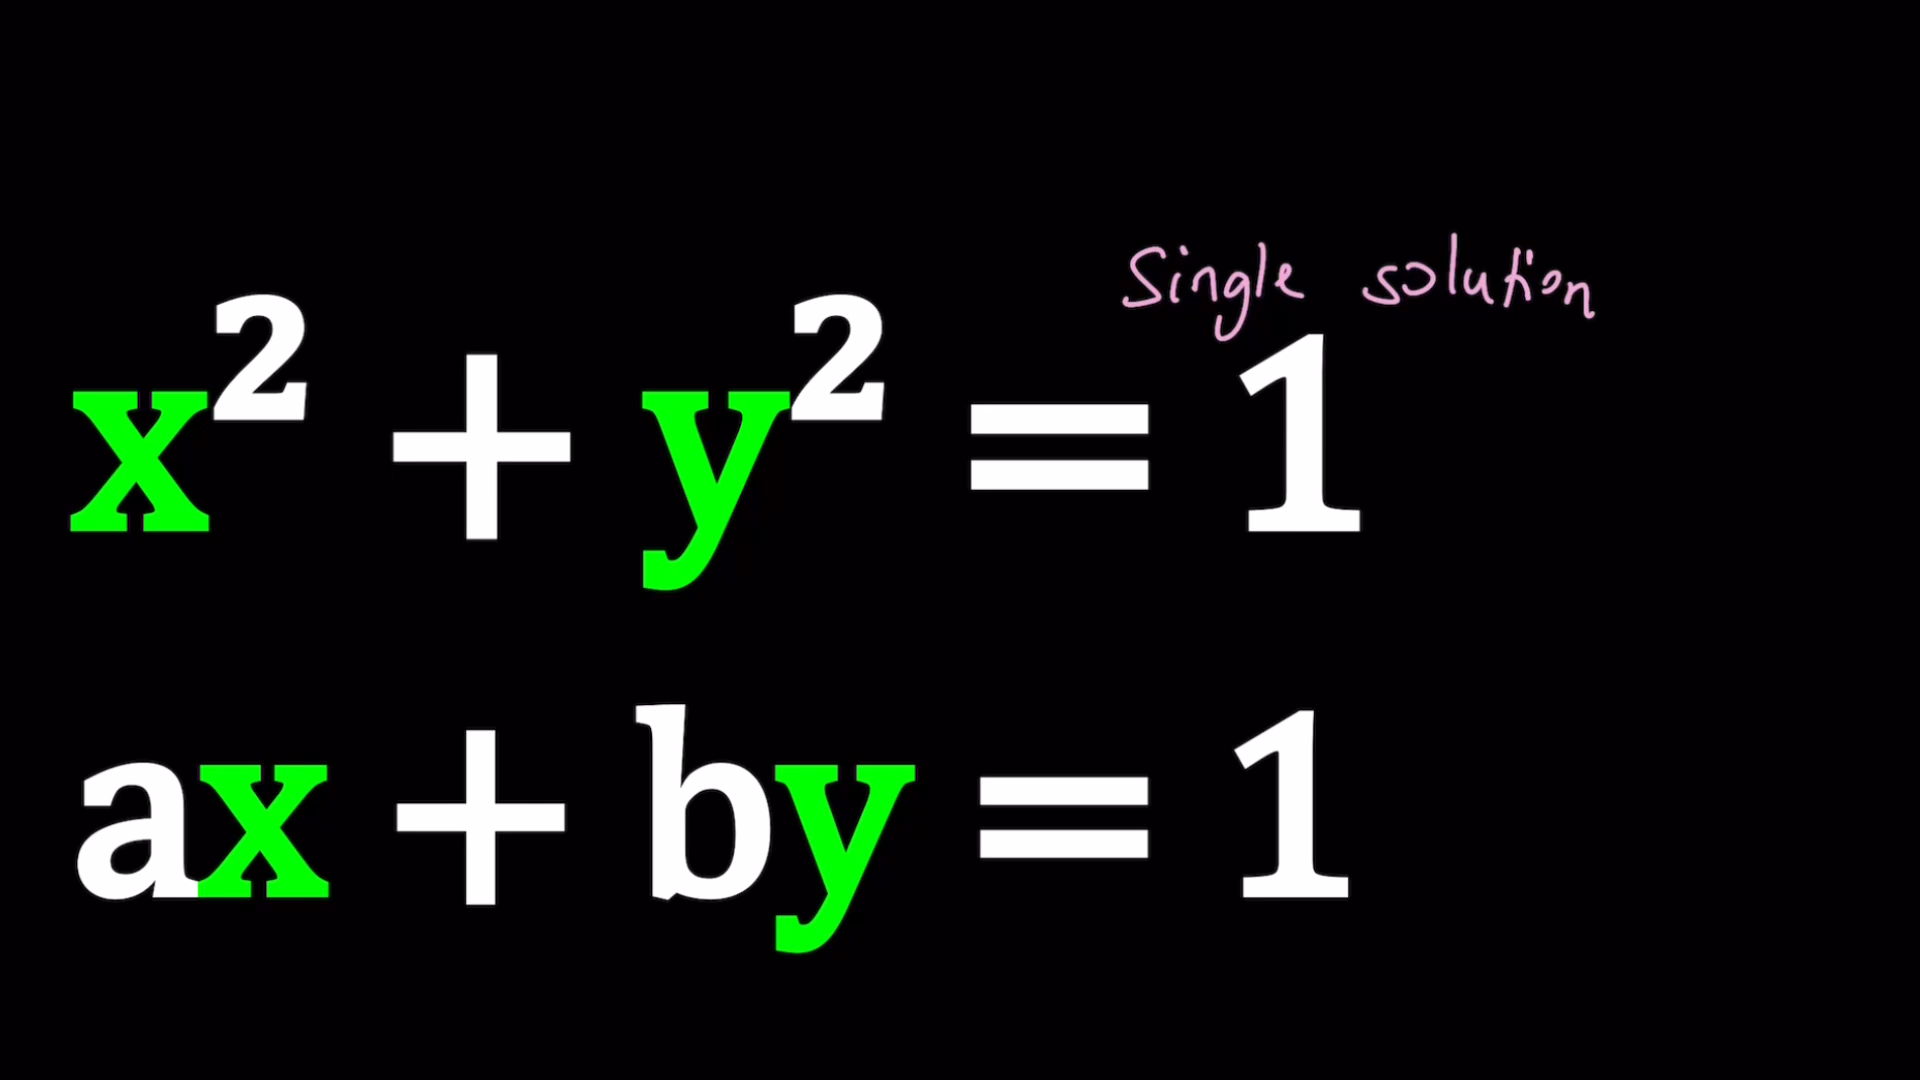 Single solution
x² + y² = 1
ax + by = 1